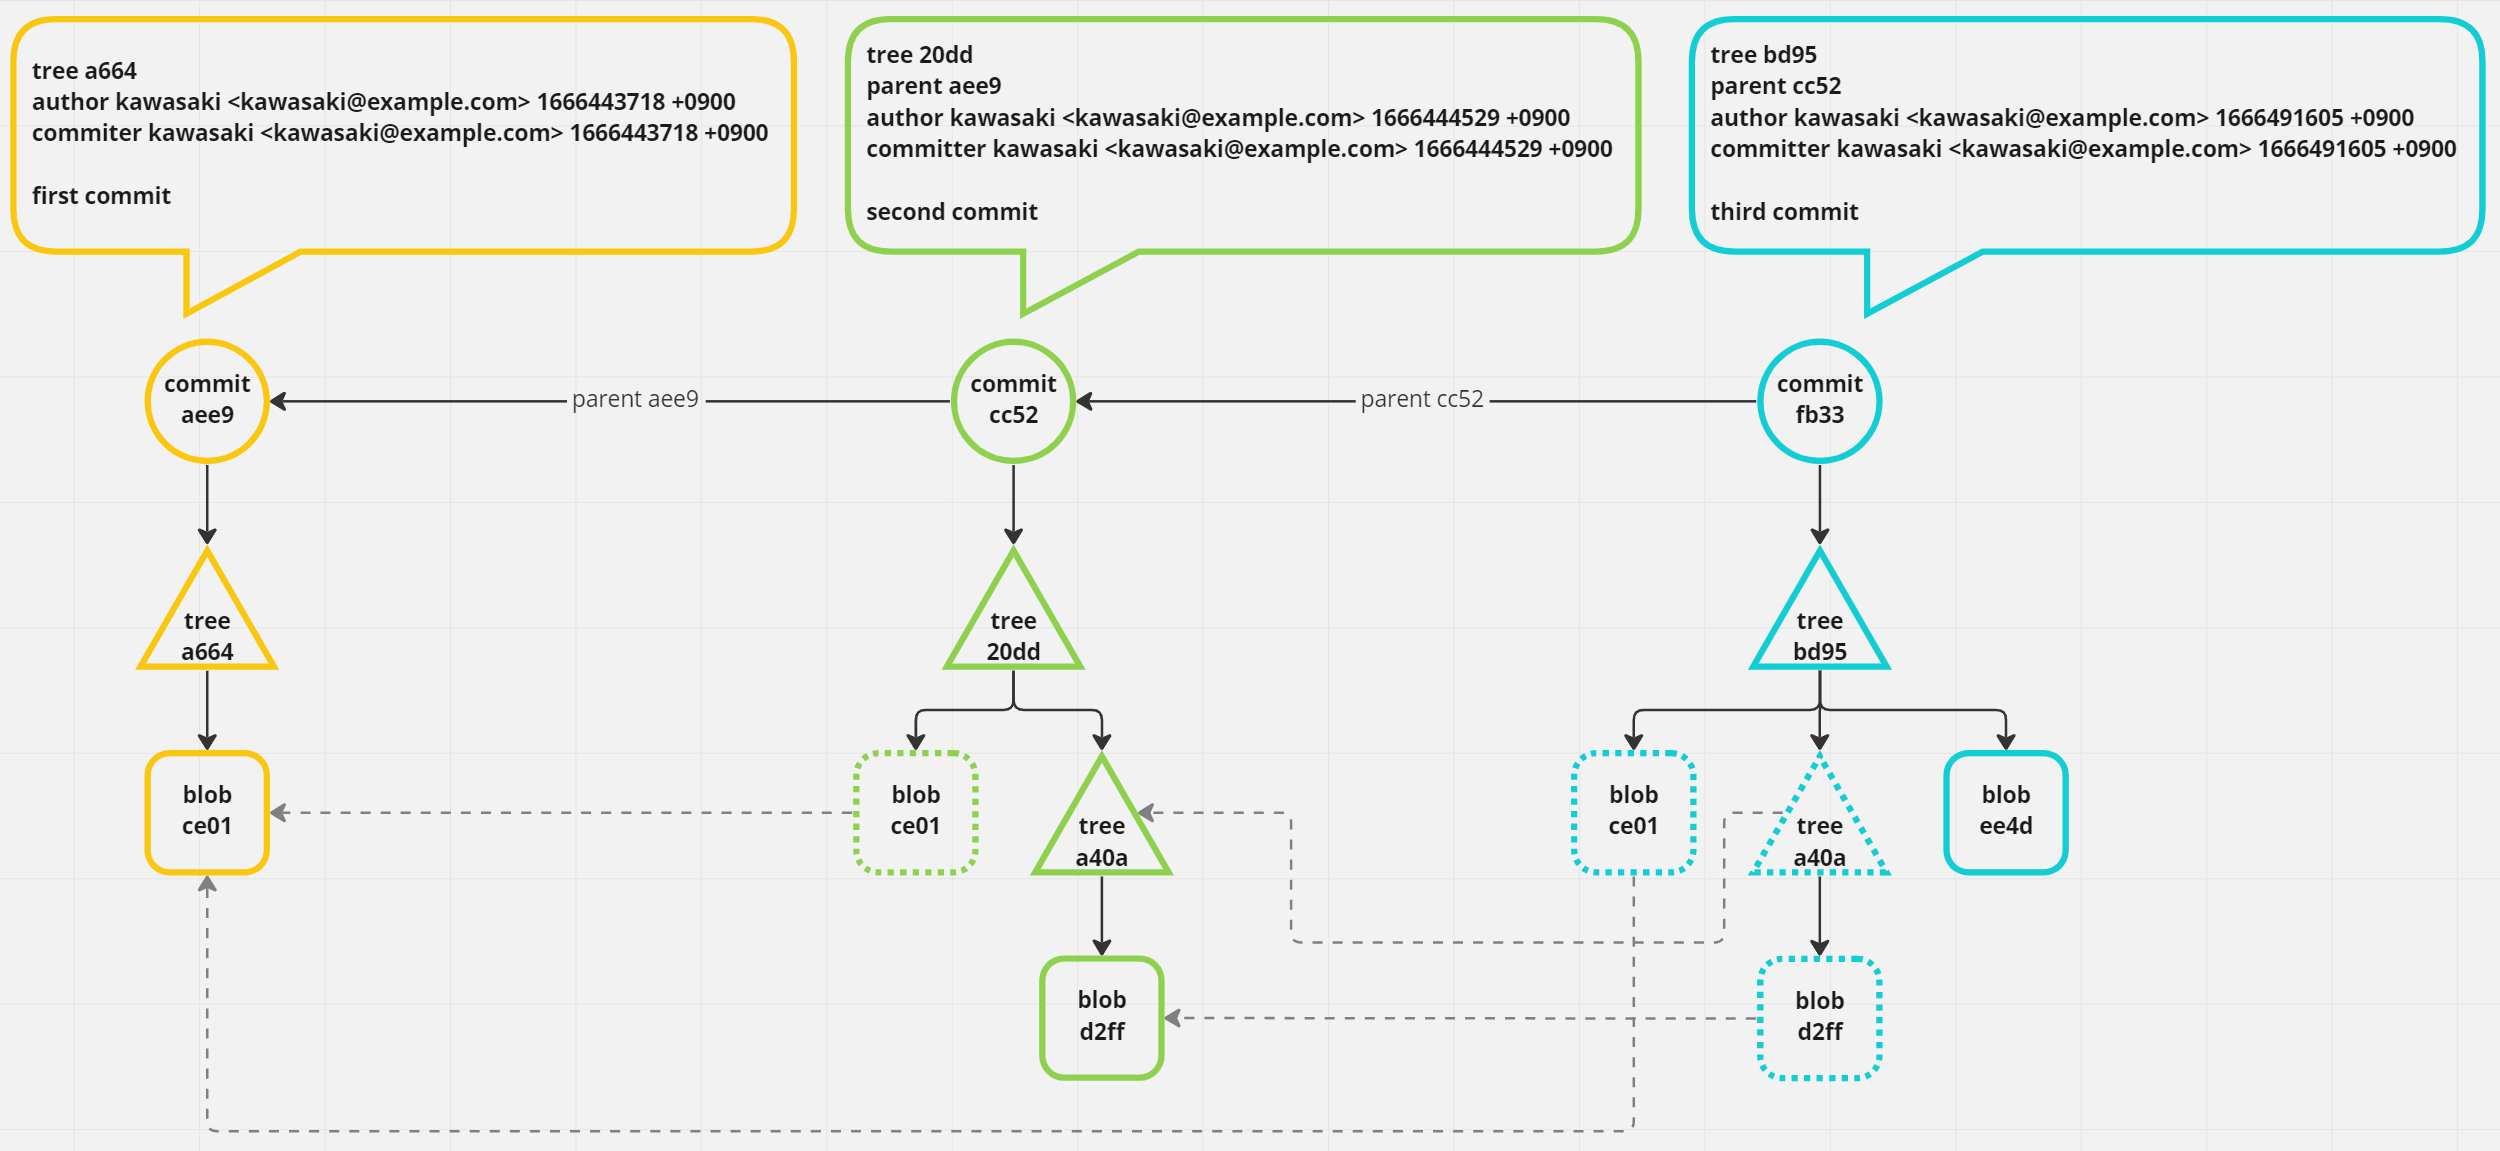 tree a664
author kawasaki <kawasaki@example.com> 1666443718 +0900
commiter kawasaki <kawasaki@example.com> 1666443718 +0900
first commit
tree 20dd
parent aee9
author kawasaki <kawasaki@example.com> 1666444529 +0900
committer kawasaki <kawasaki@example.com> 1666444529 +0900
second commit
tree bd95
parent cc52
author kawasaki <kawasaki@example.com> 1666491605 +0900
committer kawasaki <kawasaki@example.com> 1666491605 +0900
third commit
commit
aee9
parent aee9
commit
cc52
parent cc52
commit
fb33
tree
a664
tree
20dd
tree
bd95
blob
ce01
blob
ce01
tree
a40a
blob
ce01
tree
a40a
blob
ee4d
blob
d2ff
blob
d2ff